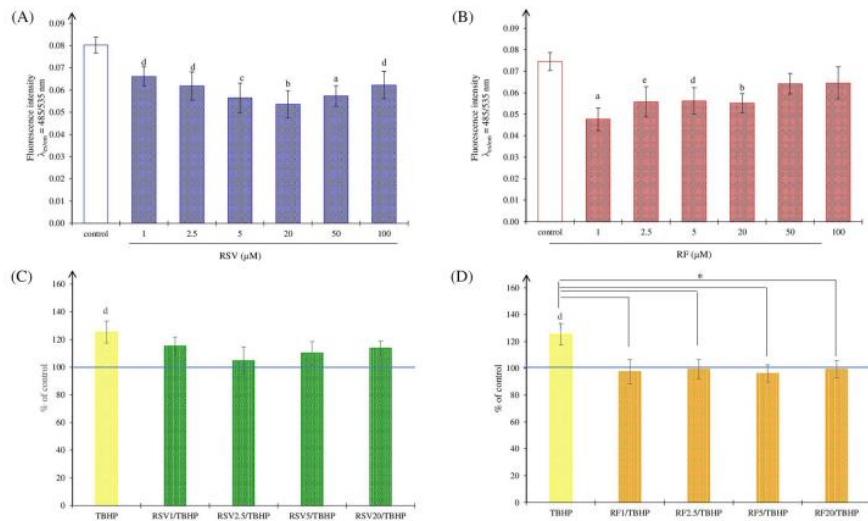 (A)
Fluorescence intensity
λex/em = 485/535 nm
0.09
0.08
0.07
0.06
0.05
0.04
0.03
0.02
0.01
0.00
d
d
c
b
a
d
control
1
2.5
5
20
50
100
RSV (μM)
(B)
Fluorescence intensity
λex/em = 485/535 nm
0.09
0.08
0.07
0.06
0.05
0.04
0.03
0.02
0.01
0.00
a
e
d
b
control
1
2.5
5
20
50
100
RF (μM)
(C)
% of control
160
140
120
100
80
60
40
20
0
d
TBHP
RSV1/TBHP
RSV2.5/TBHP
RSV5/TBHP
RSV20/TBHP
(D)
% of control
160
140
120
100
80
60
40
20
0
*
d
TBHP
RF1/TBHP
RF2.5/TBHP
RF5/TBHP
RF20/TBHP